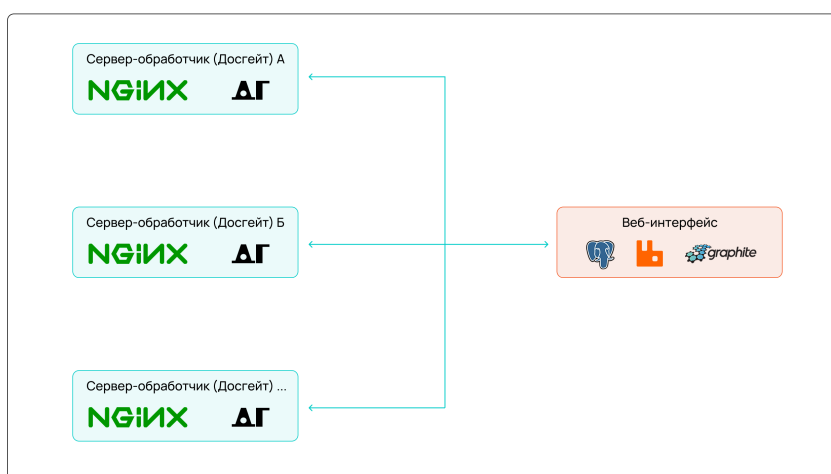 Сервер-обработчик (Досгейт) А
NGiNX ДГ
Сервер-обработчик (Досгейт) Б
NGiNX ДГ
Веб-интерфейс
graphite
Сервер-обработчик (Досгейт) ...
NGiNX ДГ